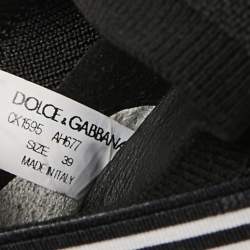 DOLCE & GABBANA
CK1595 AH677
SIZE 39
MADE IN ITALY